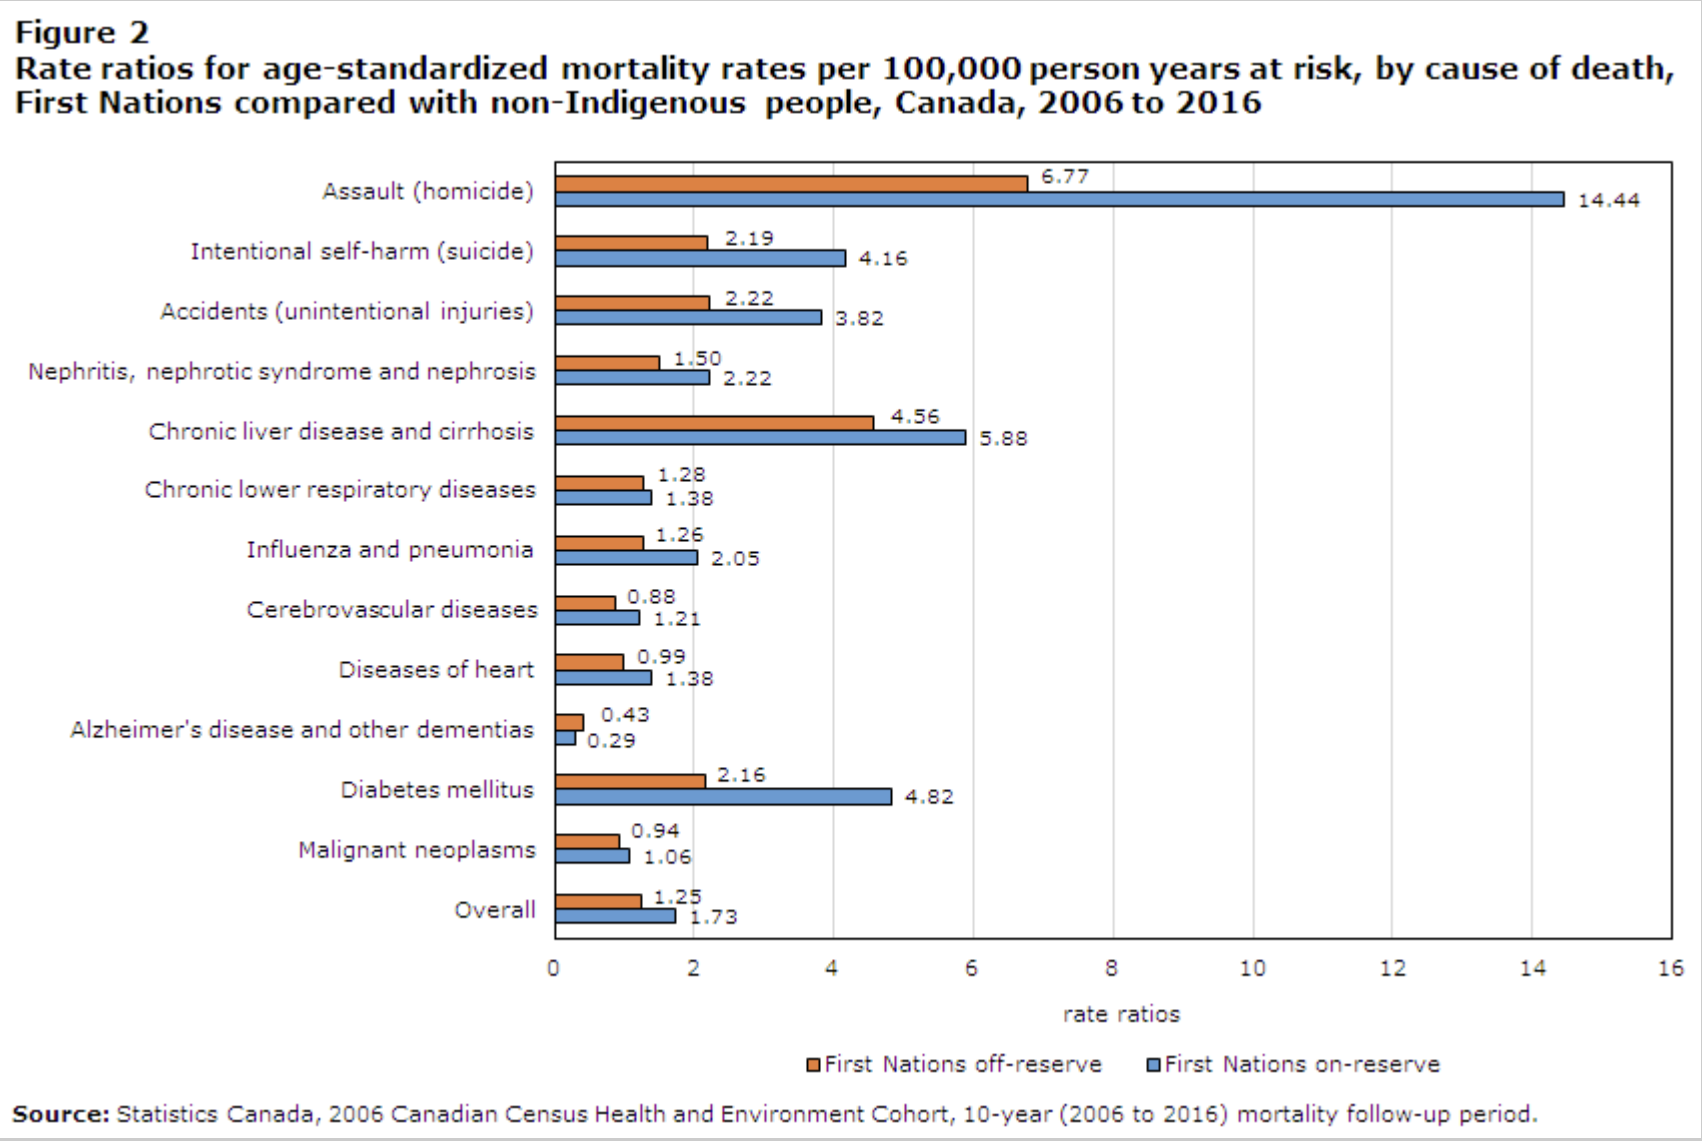 Figure 2
Rate ratios for age-standardized mortality rates per 100,000 person years at risk, by cause of death,
First Nations compared with non-Indigenous people, Canada, 2006 to 2016
Assault (homicide)
6.77
14.44
Intentional self-harm (suicide)
2.19
4.16
Accidents (unintentional injuries)
2.22
3.82
Nephritis, nephrotic syndrome and nephrosis
1.50
2.22
Chronic liver disease and cirrhosis
4.56
5.88
Chronic lower respiratory diseases
1.28
1.38
Influenza and pneumonia
1.26
2.05
Cerebrovascular diseases
0.88
1.21
Diseases of heart
0.99
1.38
Alzheimer's disease and other dementias
0.43
0.29
Diabetes mellitus
2.16
4.82
Malignant neoplasms
0.94
1.06
Overall
1.25
1.73
0 2 4 6 8 10 12 14 16
rate ratios
First Nations off-reserve First Nations on-reserve
Source: Statistics Canada, 2006 Canadian Census Health and Environment Cohort, 10-year (2006 to 2016) mortality follow-up period.